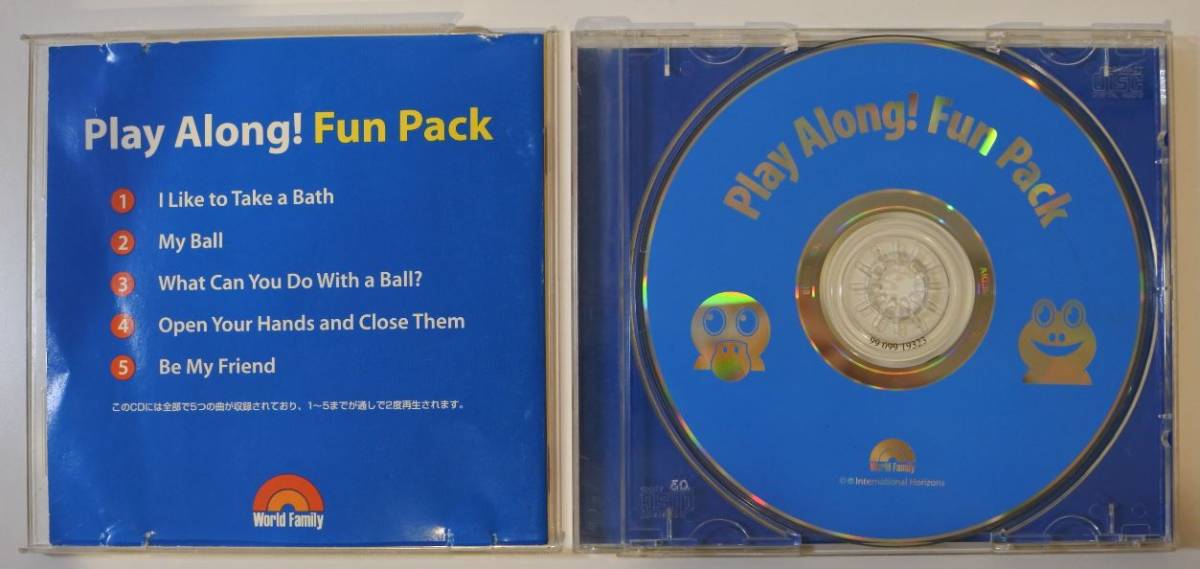 Play Along! Fun Pack
1 I Like to Take a Bath
2 My Ball
3 What Can You Do With a Ball?
4 Open Your Hands and Close Them
5 Be My Friend
このCDには全部で5つの曲が収録されており、1〜5までが通しで2度再生されます。
World Family
Play Along! Fun Pack
99 099 19323
World Family
©℗ International Horizons